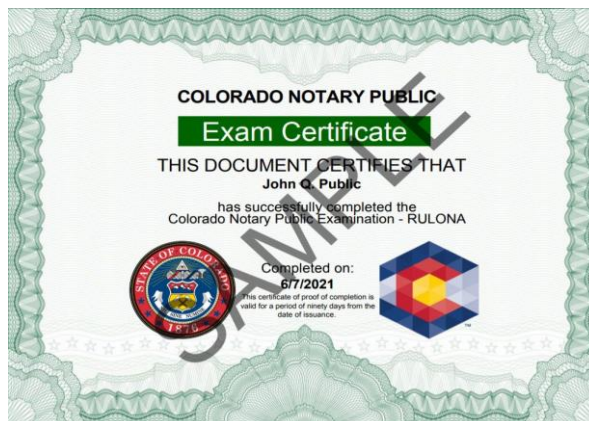 COLORADO NOTARY PUBLIC
Exam Certificate
THIS DOCUMENT CERTIFIES THAT
John Q. Public
has successfully completed the
Colorado Notary Public Examination - RULONA
SAMPLE
STATE OF COLORADO
1876
Completed on:
6/7/2021
This certificate of proof of completion is
valid for a period of ninety days from the
date of issuance.
TM